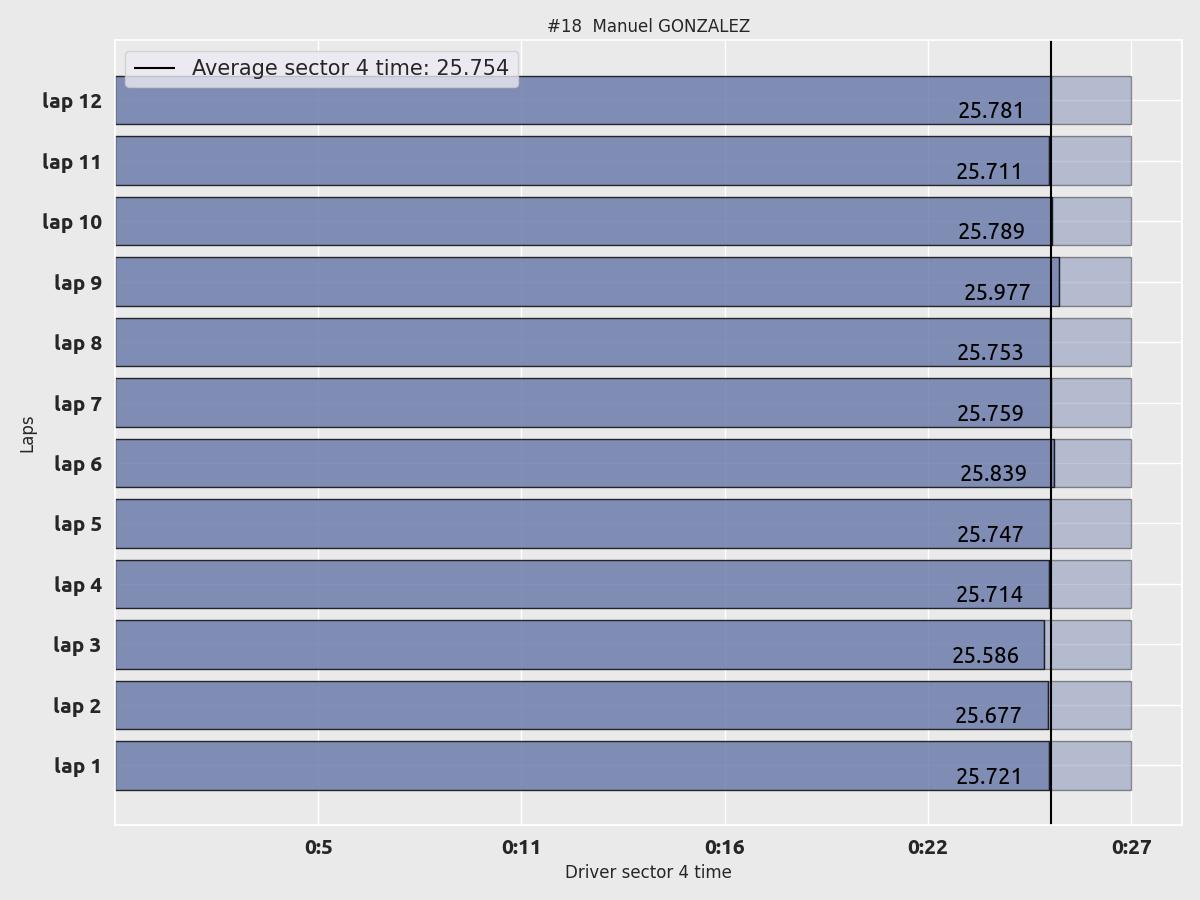 #18  Manuel GONZALEZ
Average sector 4 time: 25.754
lap 12
25.781
lap 11
25.711
lap 10
25.789
lap 9
25.977
lap 8
25.753
lap 7
25.759
lap 6
25.839
lap 5
25.747
lap 4
25.714
lap 3
25.586
lap 2
25.677
lap 1
25.721
Laps
0:5 0:11 0:16 0:22 0:27
Driver sector 4 time